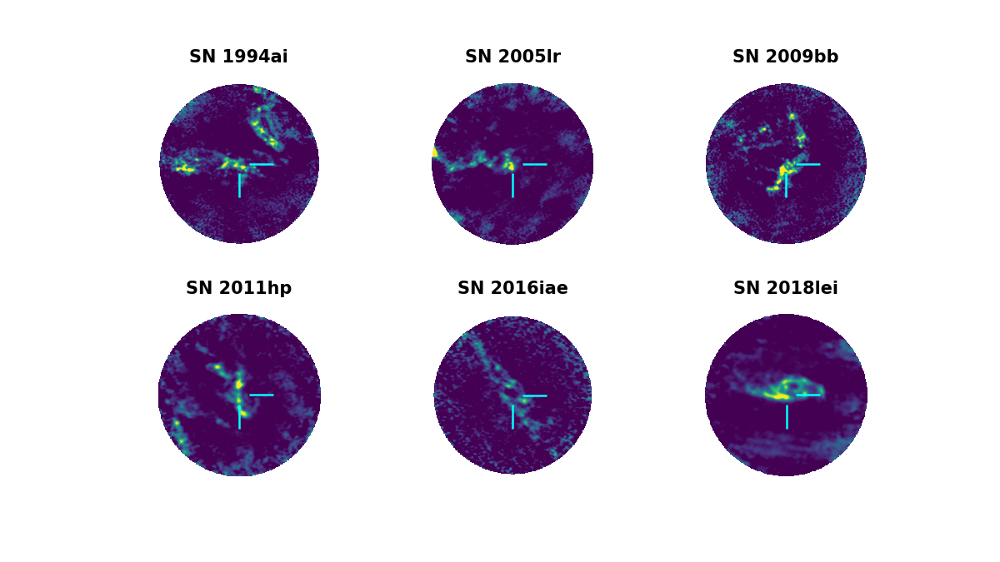 SN 1994ai
SN 2005lr
SN 2009bb
SN 2011hp
SN 2016iae
SN 2018lei